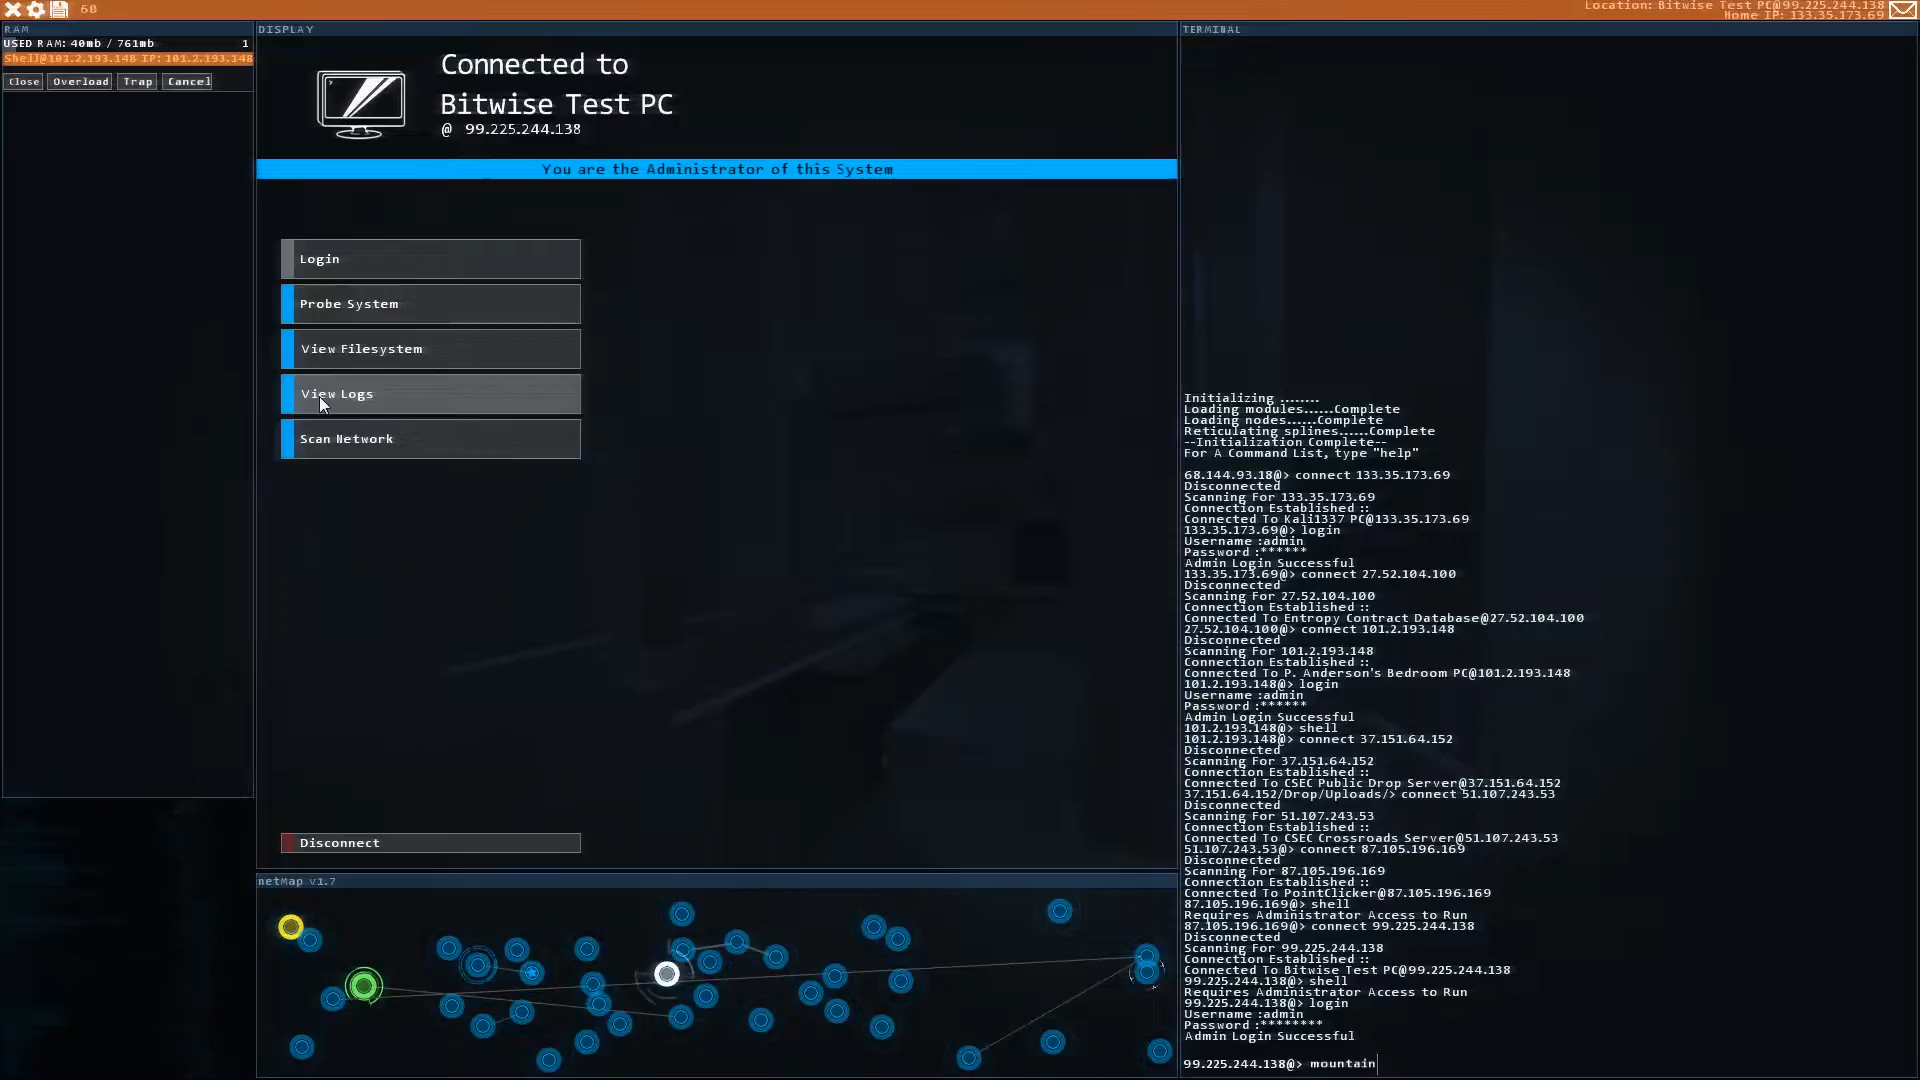 60
Location: Bitwise Test PC@99.225.244.138
Home IP: 133.35.173.69
RAM
USED RAM: 40mb / 761mb 1
Shell@101.2.193.148 IP: 101.2.193.148
Close Overload Trap Cancel
DISPLAY
Connected to
Bitwise Test PC
@ 99.225.244.138
You are the Administrator of this System
Login
Probe System
View Filesystem
View Logs
Scan Network
Disconnect
netMap v1.7
TERMINAL
Initializing ........
Loading modules......Complete
Loading nodes......Complete
Reticulating splines......Complete
--Initialization Complete--
For A Command List, type "help"
68.144.93.18@> connect 133.35.173.69
Disconnected
Scanning For 133.35.173.69
Connection Established ::
Connected To Kali1337 PC@133.35.173.69
133.35.173.69@> login
Username :admin
Password :******
Admin Login Successful
133.35.173.69@> connect 27.52.104.100
Disconnected
Scanning For 27.52.104.100
Connection Established ::
Connected To Entropy Contract Database@27.52.104.100
27.52.104.100@> connect 101.2.193.148
Disconnected
Scanning For 101.2.193.148
Connection Established ::
Connected To P. Anderson's Bedroom PC@101.2.193.148
101.2.193.148@> login
Username :admin
Password :******
Admin Login Successful
101.2.193.148@> shell
101.2.193.148@> connect 37.151.64.152
Disconnected
Scanning For 37.151.64.152
Connection Established ::
Connected To CSEC Public Drop Server@37.151.64.152
37.151.64.152/Drop/Uploads/> connect 51.107.243.53
Disconnected
Scanning For 51.107.243.53
Connection Established ::
Connected To CSEC Crossroads Server@51.107.243.53
51.107.243.53@> connect 87.105.196.169
Disconnected
Scanning For 87.105.196.169
Connection Established ::
Connected To PointClicker@87.105.196.169
87.105.196.169@> shell
Requires Administrator Access to Run
87.105.196.169@> connect 99.225.244.138
Disconnected
Scanning For 99.225.244.138
Connection Established ::
Connected To Bitwise Test PC@99.225.244.138
99.225.244.138@> shell
Requires Administrator Access to Run
99.225.244.138@> login
Username :admin
Password :********
Admin Login Successful
99.225.244.138@> mountain